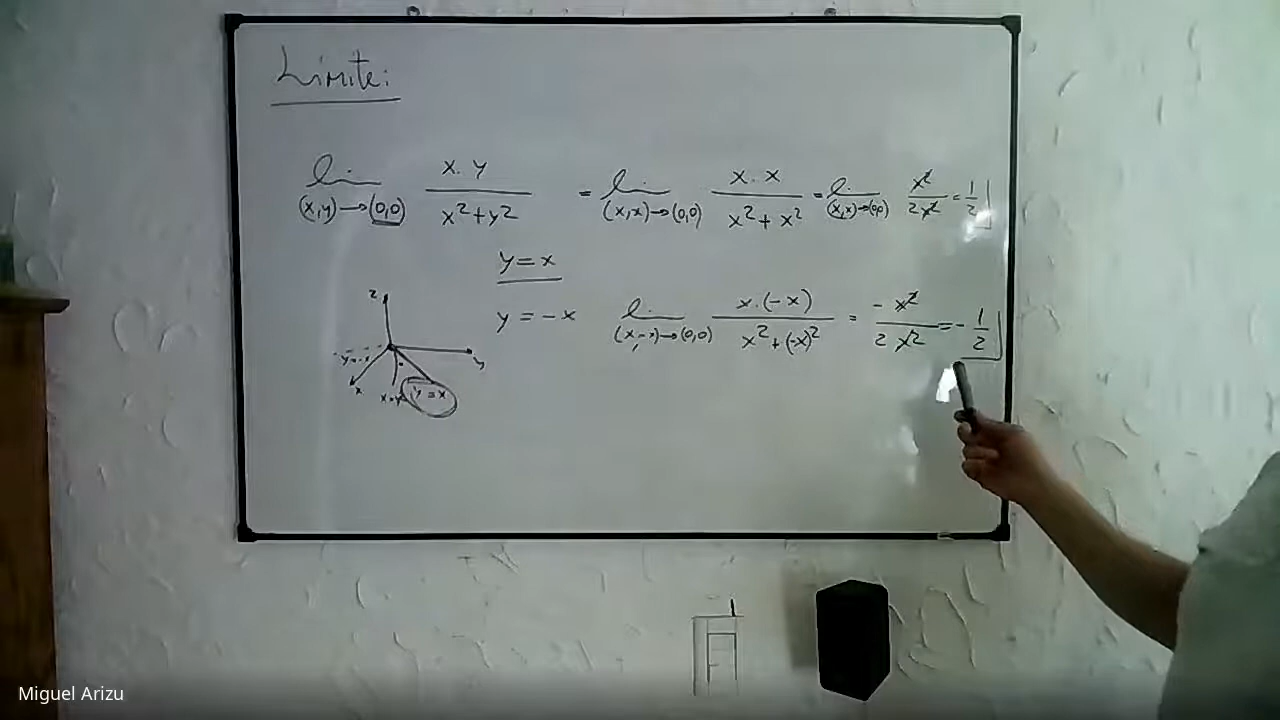 Limite:
lim (x,y)→(0,0) x.y / x²+y² = lim (x,x)→(0,0) x.x / x²+x² = lim (x,x)→(0,0) x² / 2x² = 1/2
y=x
y=-x lim (x,-x)→(0,0) x.(-x) / x²+(-x)² = -x² / 2x² = -1/2
z
y
x
y=x
Miguel Arizu